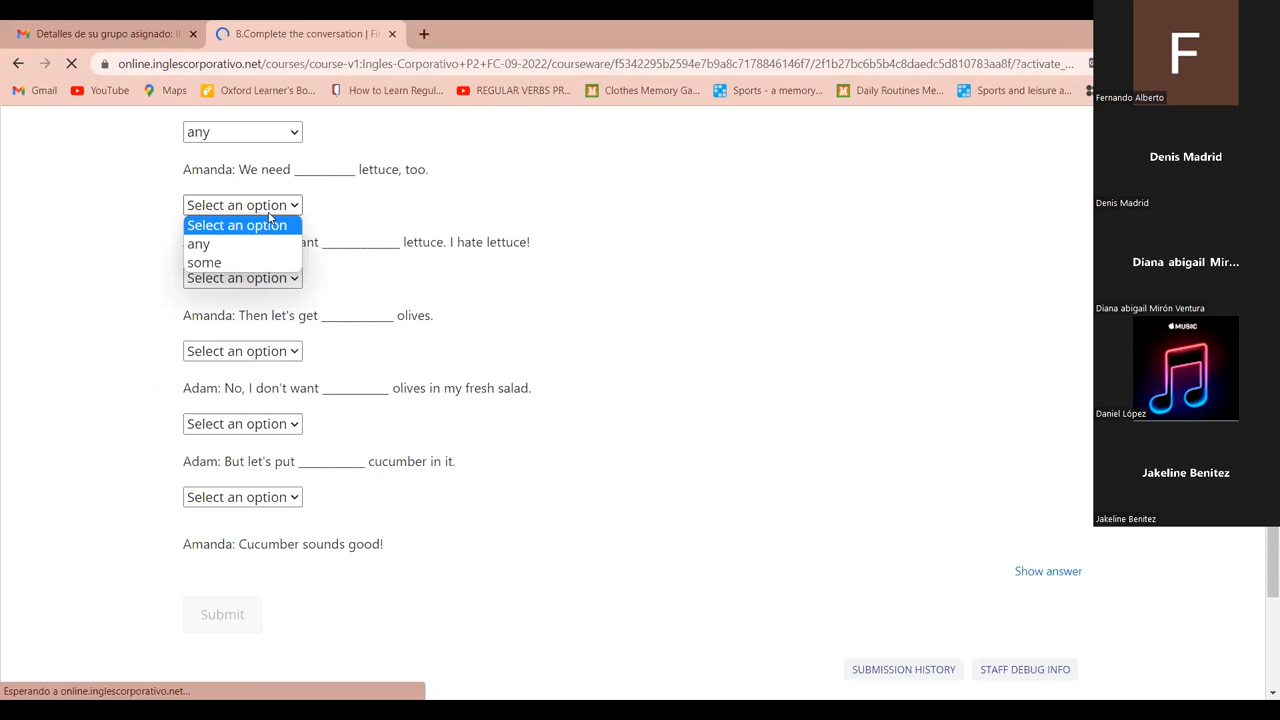 Detalles de su grupo asignado: II
B.Complete the conversation | Fu
online.inglescorporativo.net/courses/course-v1:Ingles-Corporativo+P2+FC-09-2022/courseware/f5342295b2594e7b9a8c7178846146f7/2f1b27bc6b5b4c8daedc5d810783aa8f/?activate_...
Gmail YouTube Maps Oxford Learner's Bo... How to Learn Regul... REGULAR VERBS PR... Clothes Memory Ga... Sports - a memory... Daily Routines Me... Sports and leisure a...
any
Amanda: We need _________ lettuce, too.
Select an option
Select an option
any
some
ant ____________ lettuce. I hate lettuce!
Select an option
Amanda: Then let's get ___________ olives.
Select an option
Adam: No, I don't want __________ olives in my fresh salad.
Select an option
Adam: But let's put __________ cucumber in it.
Select an option
Amanda: Cucumber sounds good!
Show answer
Submit
SUBMISSION HISTORY STAFF DEBUG INFO
Esperando a online.inglescorporativo.net...
F
Fernando Alberto
Denis Madrid
Denis Madrid
Diana abigail Mir...
Diana abigail Mirón Ventura
MUSIC
Daniel López
Jakeline Benitez
Jakeline Benitez